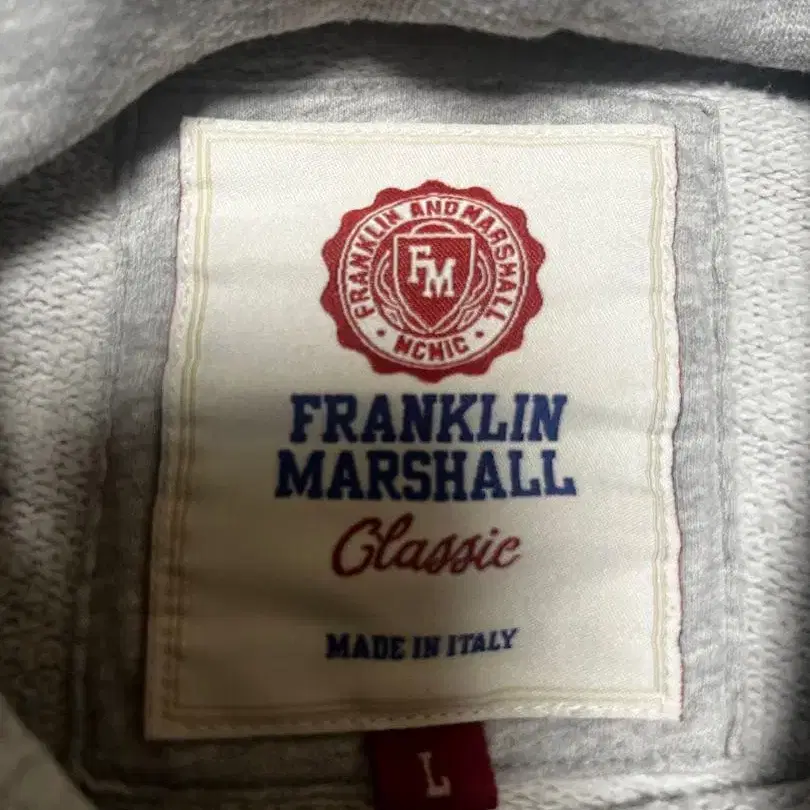 FRANKLIN AND MARSHALL
FM
• MCMIC •
FRANKLIN
MARSHALL
Classic
MADE IN ITALY
L